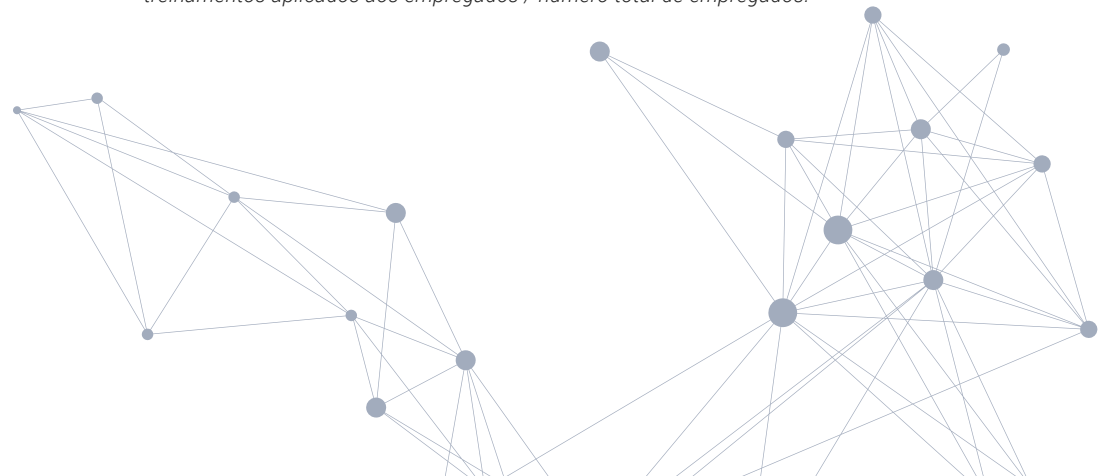 treinamentos aplicados aos empregados / número total de empregados.